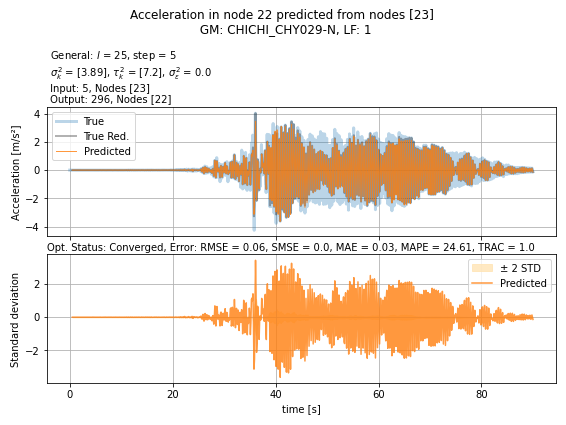 Acceleration in node 22 predicted from nodes [23]
GM: CHICHI_CHY029-N, LF: 1
General: l = 25, step = 5
σ²ₖ = [3.89], τ²ₖ = [7.2], σ²ε = 0.0
Input: 5, Nodes [23]
Output: 296, Nodes [22]
Acceleration [m/s²]
4
2
0
−2
−4
True
True Red.
Predicted
Opt. Status: Converged, Error: RMSE = 0.06, SMSE = 0.0, MAE = 0.03, MAPE = 24.61, TRAC = 1.0
Standard deviation
2
0
−2
± 2 STD
Predicted
0 20 40 60 80
time [s]